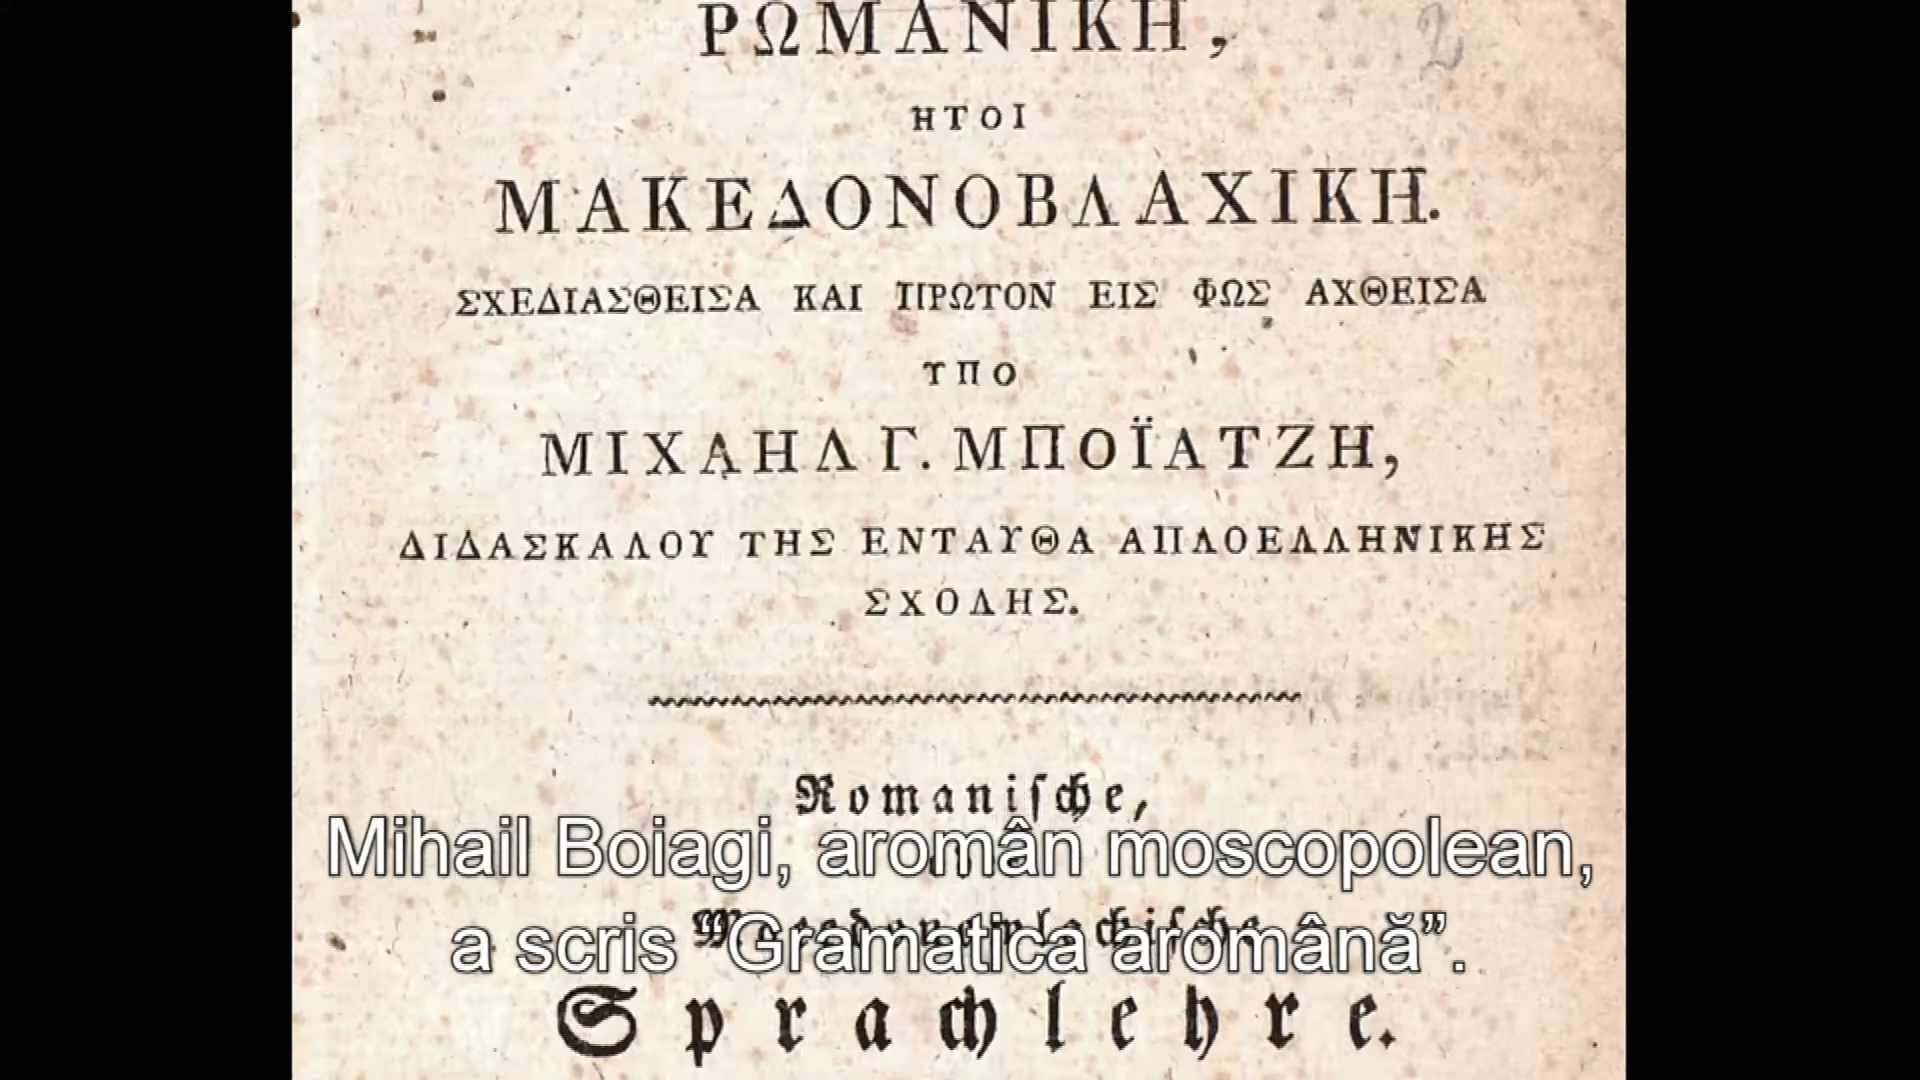 ΡΩΜΑΝΙΚΗ,
ΗΤΟΙ
ΜΑΚΕΔΟΝΟΒΛΑΧΙΚΗ.
ΣΧΕΔΙΑΣΘΕΙΣΑ ΚΑΙ ΠΡΩΤΟΝ ΕΙΣ ΦΩΣ ΑΧΘΕΙΣΑ
ΥΠΟ
ΜΙΧΑΗΛ Γ. ΜΠΟΪΑΤΖΗ,
ΔΙΔΑΣΚΑΛΟΥ ΤΗΣ ΕΝΤΑΥΘΑ ΑΠΛΟΕΛΛΗΝΙΚΗΣ
ΣΧΟΛΗΣ.
Romaniſche,
Mihail Boiagi, aromân moscopolean,
a scris “Gramatica aromână”.
Sprachlehre.
2